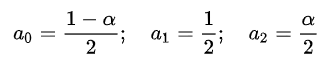 a₀ = (1 − α)/2;  a₁ = 1/2;  a₂ = α/2